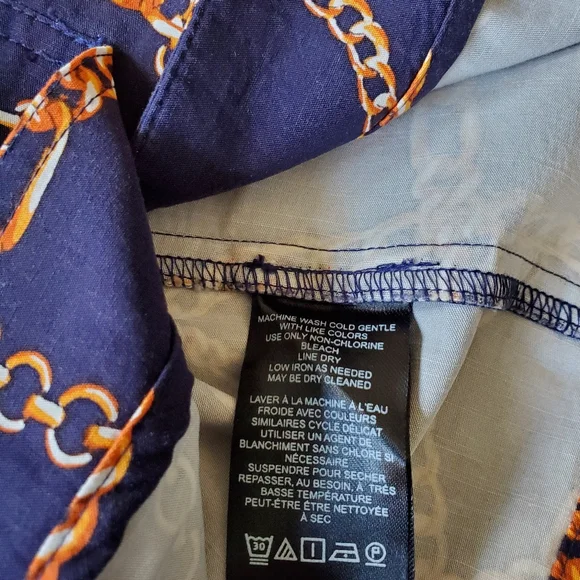 MACHINE WASH COLD GENTLE
WITH LIKE COLORS
USE ONLY NON-CHLORINE
BLEACH
LINE DRY
LOW IRON AS NEEDED
MAY BE DRY CLEANED
LAVER À LA MACHINE À L'EAU
FROIDE AVEC COULEURS
SIMILAIRES CYCLE DÉLICAT
UTILISER UN AGENT DE
BLANCHIMENT SANS CHLORE SI
NÉCESSAIRE
SUSPENDRE POUR SÉCHER
REPASSER, AU BESOIN, À TRÈS
BASSE TEMPÉRATURE
PEUT-ÊTRE ÊTRE NETTOYÉE
À SEC
30 P